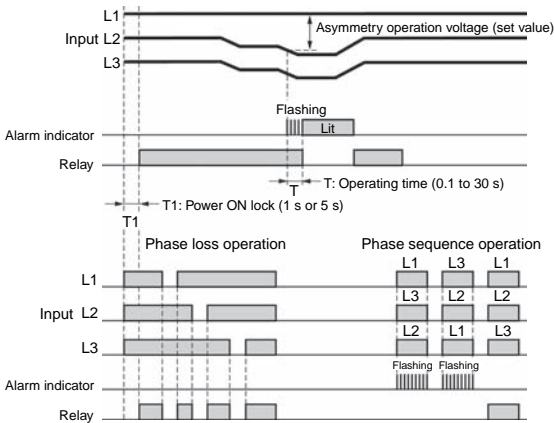 L1
Asymmetry operation voltage (set value)
Input L2
L3
Flashing
Lit
Alarm indicator
Relay
T
T: Operating time (0.1 to 30 s)
T1: Power ON lock (1 s or 5 s)
T1
Phase loss operation
Phase sequence operation
L1 L3 L1
L1
L3 L2 L2
Input L2
L2 L1 L3
L3
Flashing Flashing
Alarm indicator
Relay